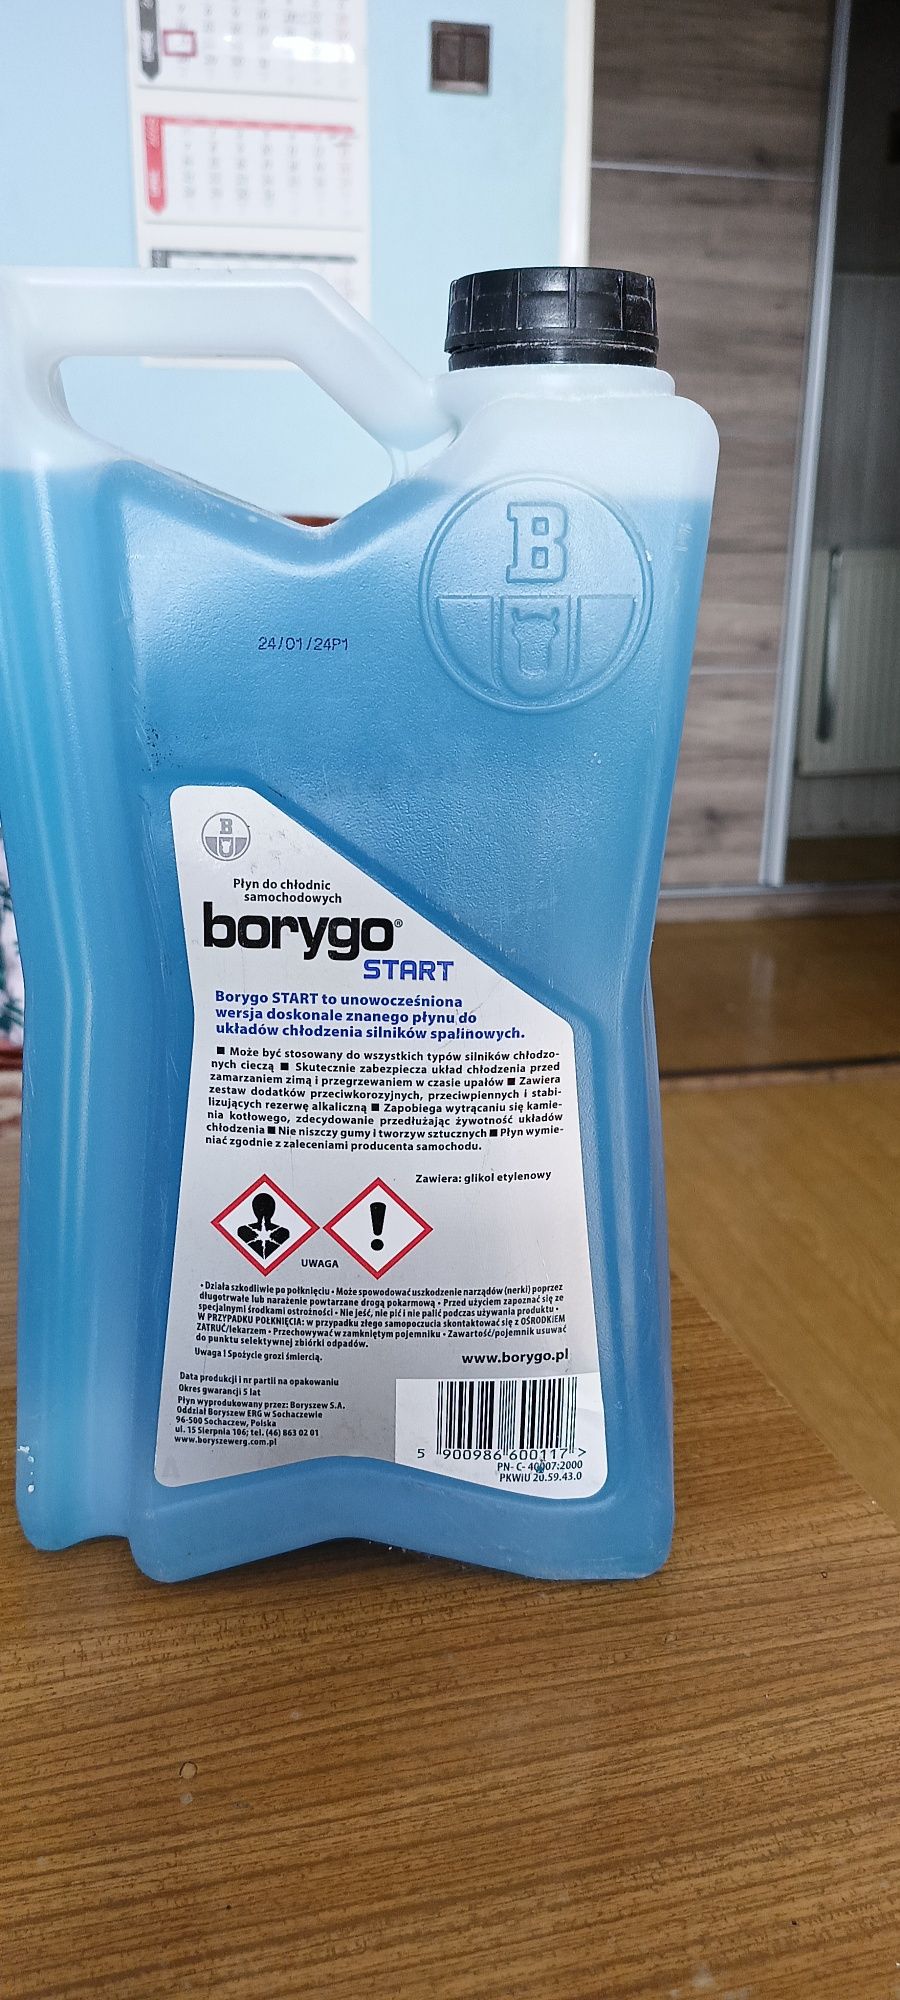 B
24/01/24P1
B
Płyn do chłodnic
samochodowych
borygo®
START
Borygo START to unowocześniona
wersja doskonale znanego płynu do
układów chłodzenia silników spalinowych.
■ Może być stosowany do wszystkich typów silników chłodzo-
nych cieczą ■ Skutecznie zabezpiecza układ chłodzenia przed
zamarzaniem zimą i przegrzewaniem w czasie upałów ■ Zawiera
zestaw dodatków przeciwkorozyjnych, przeciwpiennych i stabi-
lizujących rezerwę alkaliczną ■ Zapobiega wytrącaniu się kamie-
nia kotłowego, zdecydowanie przedłużając żywotność układów
chłodzenia ■ Nie niszczy gumy i tworzyw sztucznych ■ Płyn wymie-
niać zgodnie z zaleceniami producenta samochodu.
Zawiera: glikol etylenowy
UWAGA
• Działa szkodliwie po połknięciu • Może spowodować uszkodzenie narządów (nerki) poprzez
długotrwałe lub narażenie powtarzane drogą pokarmową • Przed użyciem zapoznać się ze
specjalnymi środkami ostrożności • Nie jeść, nie pić i nie palić podczas używania produktu •
W PRZYPADKU POŁKNIĘCIA: w przypadku złego samopoczucia skontaktować się z OŚRODKIEM
ZATRUĆ/lekarzem • Przechowywać w zamkniętym pojemniku • Zawartość/pojemnik usuwać
do punktu selektywnej zbiórki odpadów.
Uwaga ! Spożycie grozi śmiercią.
www.borygo.pl
Data produkcji i nr partii na opakowaniu
Okres gwarancji 5 lat
Płyn wyprodukowany przez: Boryszew S.A.
Oddział Boryszew ERG w Sochaczewie
96-500 Sochaczew, Polska
ul. 15 Sierpnia 106; tel. (46) 863 02 01
www.boryszewerg.com.pl
5 900986 600117 >
PN- C- 40007:2000
PKWiU 20.59.43.0